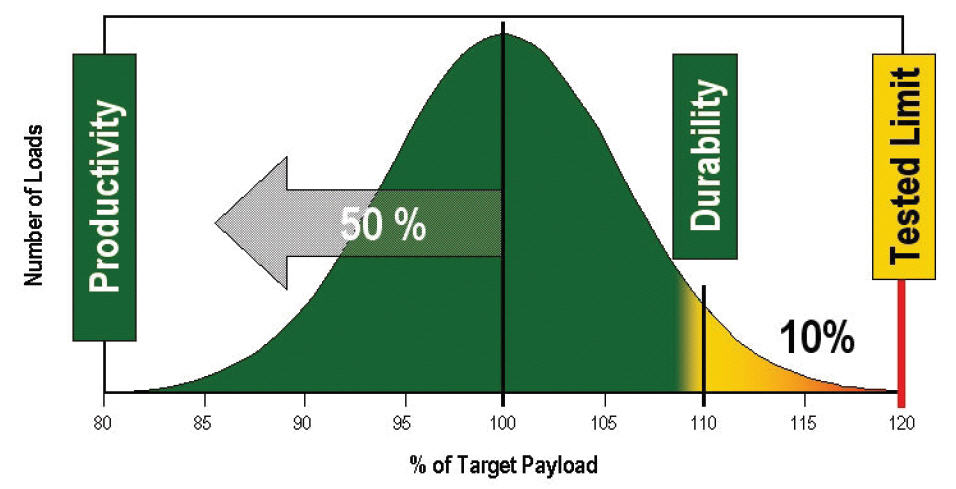 Number of Loads
Productivity
50 %
Durability
Tested Limit
10%
80 85 90 95 100 105 110 115 120
% of Target Payload